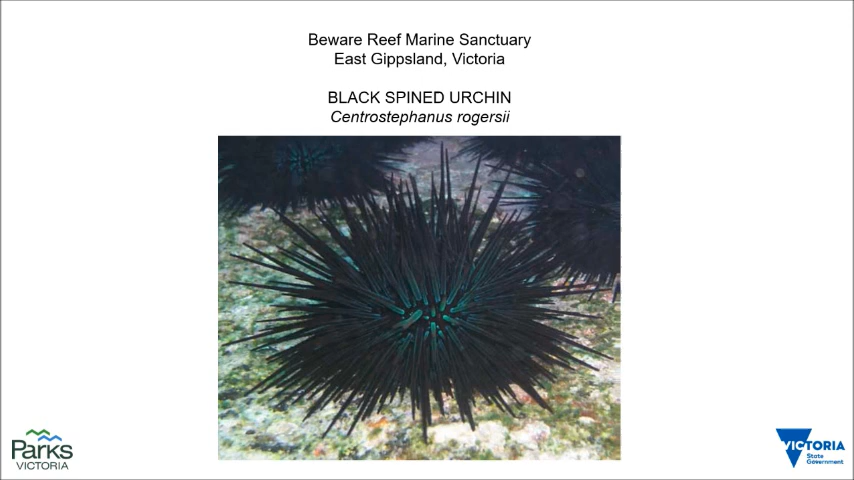 Beware Reef Marine Sanctuary
East Gippsland, Victoria
BLACK SPINED URCHIN
Centrostephanus rogersii
Parks
VICTORIA
VICTORIA
State
Government